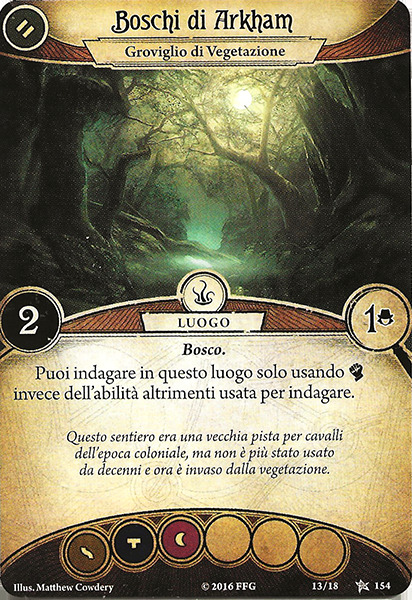 Boschi di Arkham
Groviglio di Vegetazione
2
LUOGO
1
Bosco.
Puoi indagare in questo luogo solo usando
invece dell'abilità altrimenti usata per indagare.
Questo sentiero era una vecchia pista per cavalli
dell'epoca coloniale, ma non è più stato usato
da decenni e ora è invaso dalla vegetazione.
Illus. Matthew Cowdery © 2016 FFG 13/18 154